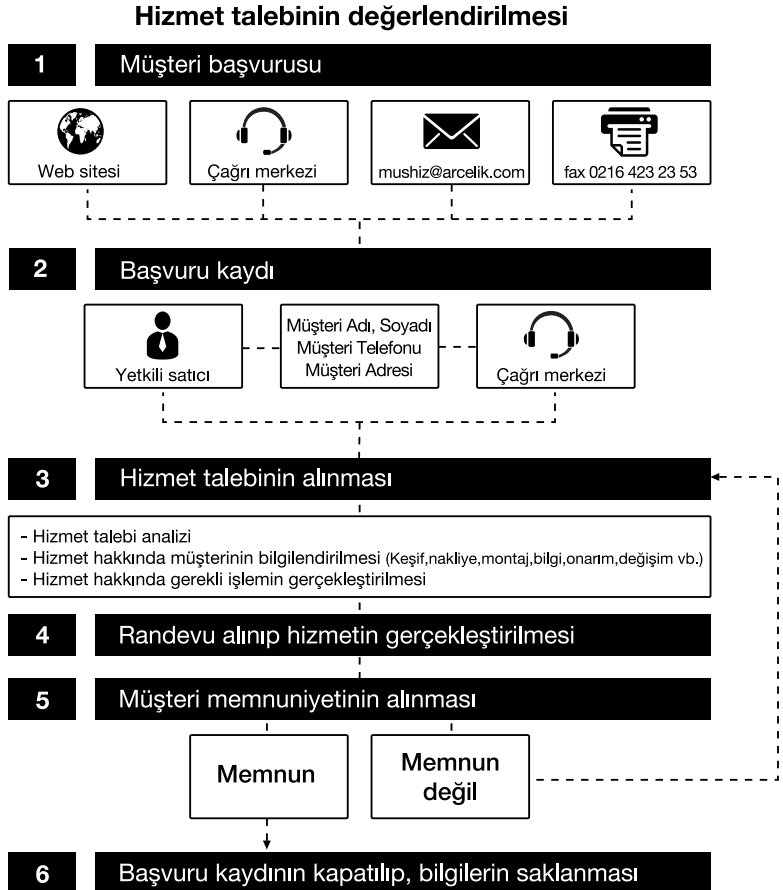 Hizmet talebinin değerlendirilmesi
1 Müşteri başvurusu
Web sitesi
Çağrı merkezi
mushiz@arcelik.com
fax 0216 423 23 53
2 Başvuru kaydı
Yetkili satıcı
Müşteri Adı, Soyadı
Müşteri Telefonu
Müşteri Adresi
Çağrı merkezi
3 Hizmet talebinin alınması
- Hizmet talebi analizi
- Hizmet hakkında müşterinin bilgilendirilmesi (Keşif,nakliye,montaj,bilgi,onarım,değişim vb.)
- Hizmet hakkında gerekli işlemin gerçekleştirilmesi
4 Randevu alınıp hizmetin gerçekleştirilmesi
5 Müşteri memnuniyetinin alınması
Memnun
Memnun
değil
6 Başvuru kaydının kapatılıp, bilgilerin saklanması